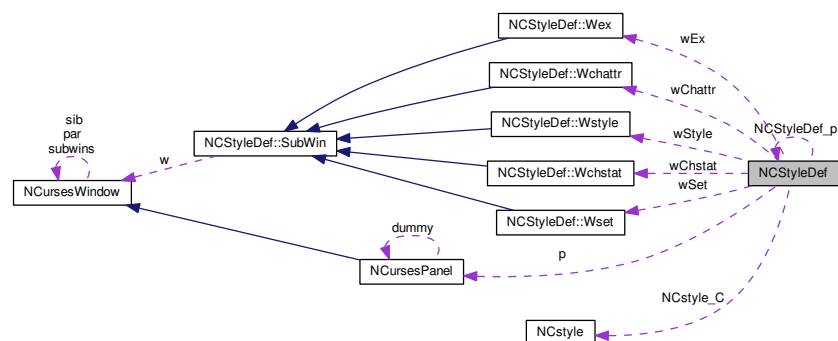 NCStyleDef::Wex
wEx
NCStyleDef::Wchattr
wChattr
sib
par
subwins
NCStyleDef::Wstyle
NCStyleDef_p
wStyle
NCStyleDef::SubWin
w
NCursesWindow
NCStyleDef::Wchstat
wChstat
NCStyleDef
wSet
NCStyleDef::Wset
dummy
p
NCursesPanel
NCstyle_C
NCstyle